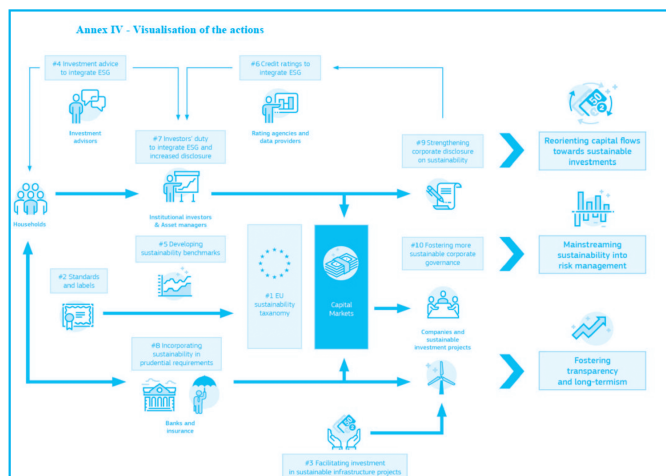 Annex IV - Visualisation of the actions
#4 Investment advice
to integrate ESG
#6 Credit ratings to
integrate ESG
Investment
advisors
#7 Investors' duty
to integrate ESG and
increased disclosure
Rating agencies and
data providers
#9 Strengthening
corporate disclosure
on sustainability
Reorienting capital flows
towards sustainable
investments
Households
Institutional investors
& Asset managers
#5 Developing
sustainability benchmarks
#10 Fostering more
sustainable corporate
governance
Mainstreaming
sustainability into
risk management
#2 Standards
and labels
#1 EU
sustainability
taxanomy
Capital
Markets
#8 Incorporating
sustainability in
prudential requirements
Companies and
sustainable
investment projects
Fostering
transparency
and long-termism
Banks and
insurance
#3 Facilitating investment
in sustainable infrastructure projects